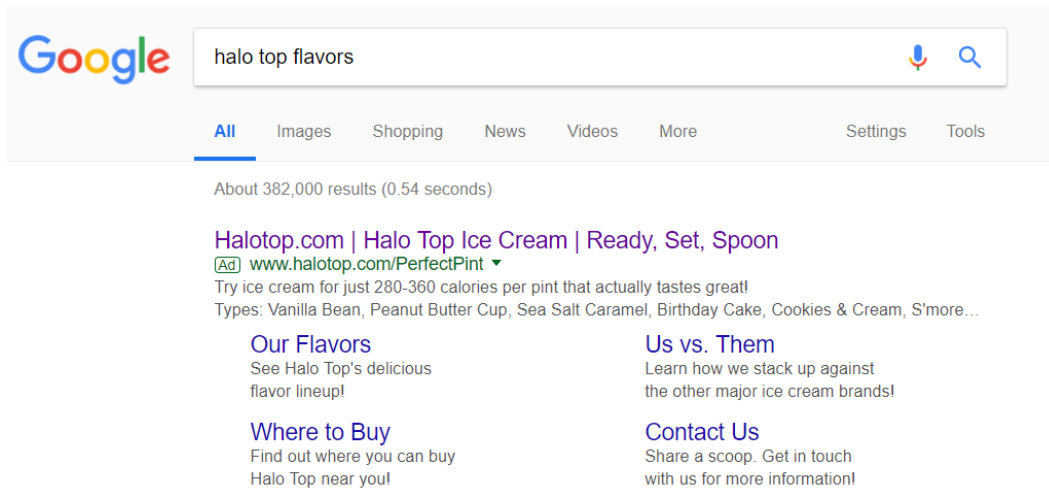 Google
halo top flavors
All Images Shopping News Videos More Settings Tools
About 382,000 results (0.54 seconds)
Halotop.com | Halo Top Ice Cream | Ready, Set, Spoon
Ad www.halotop.com/PerfectPint
Try ice cream for just 280-360 calories per pint that actually tastes great!
Types: Vanilla Bean, Peanut Butter Cup, Sea Salt Caramel, Birthday Cake, Cookies & Cream, S'more...
Our Flavors
See Halo Top's delicious
flavor lineup!
Us vs. Them
Learn how we stack up against
the other major ice cream brands!
Where to Buy
Find out where you can buy
Halo Top near you!
Contact Us
Share a scoop. Get in touch
with us for more information!